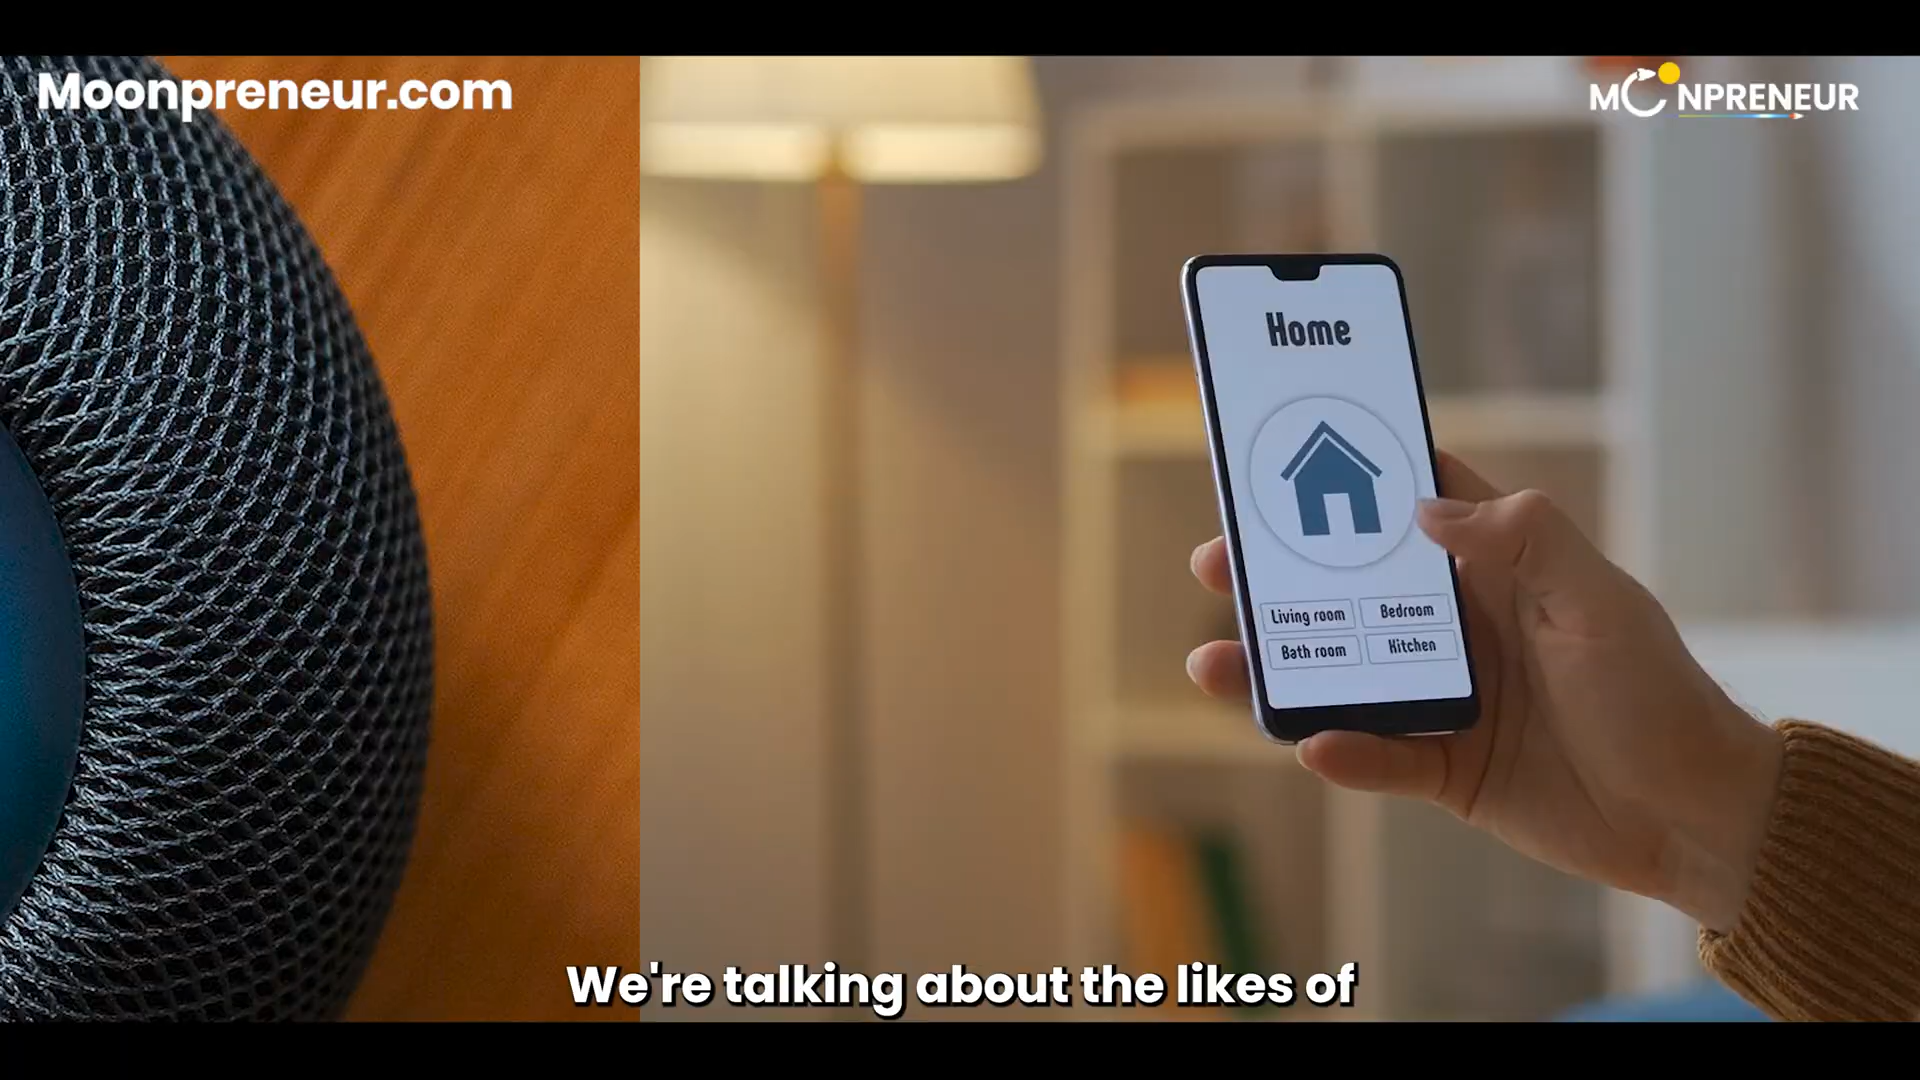 Moonpreneur.com
MOONPRENEUR
Home
Living room
Bedroom
Bath room
Kitchen
We're talking about the likes of